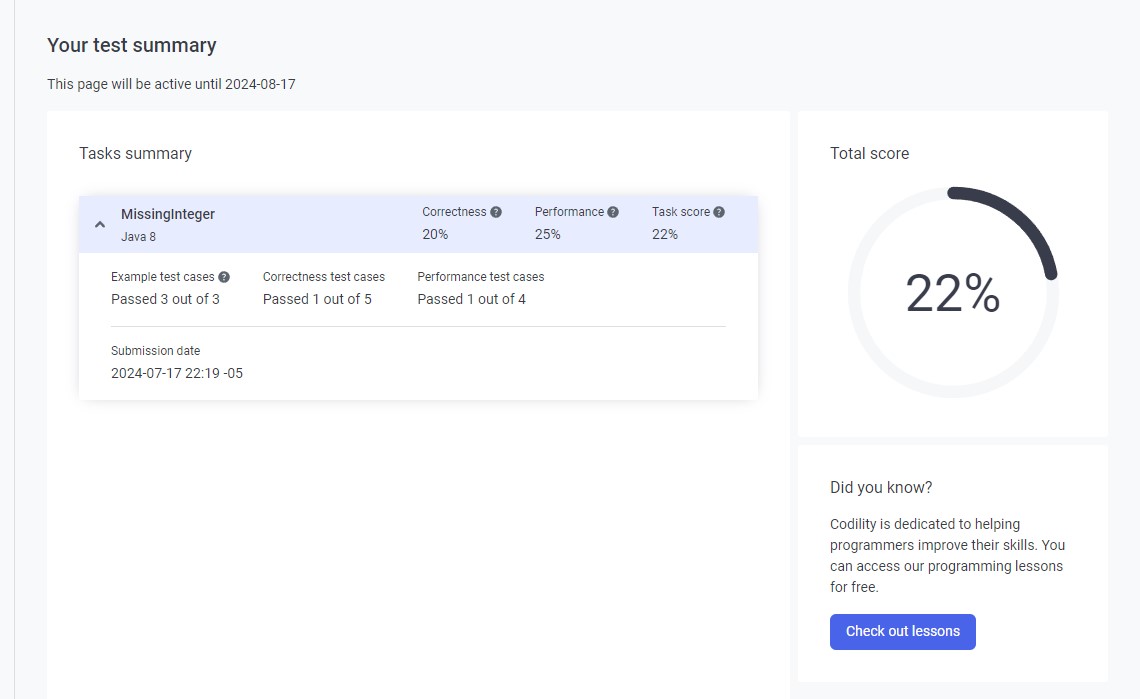 Your test summary
This page will be active until 2024-08-17
Tasks summary
MissingInteger
Java 8
Correctness ?
20%
Performance ?
25%
Task score ?
22%
Example test cases ?
Passed 3 out of 3
Correctness test cases
Passed 1 out of 5
Performance test cases
Passed 1 out of 4
Submission date
2024-07-17 22:19 -05
Total score
22%
Did you know?
Codility is dedicated to helping
programmers improve their skills. You
can access our programming lessons
for free.
Check out lessons